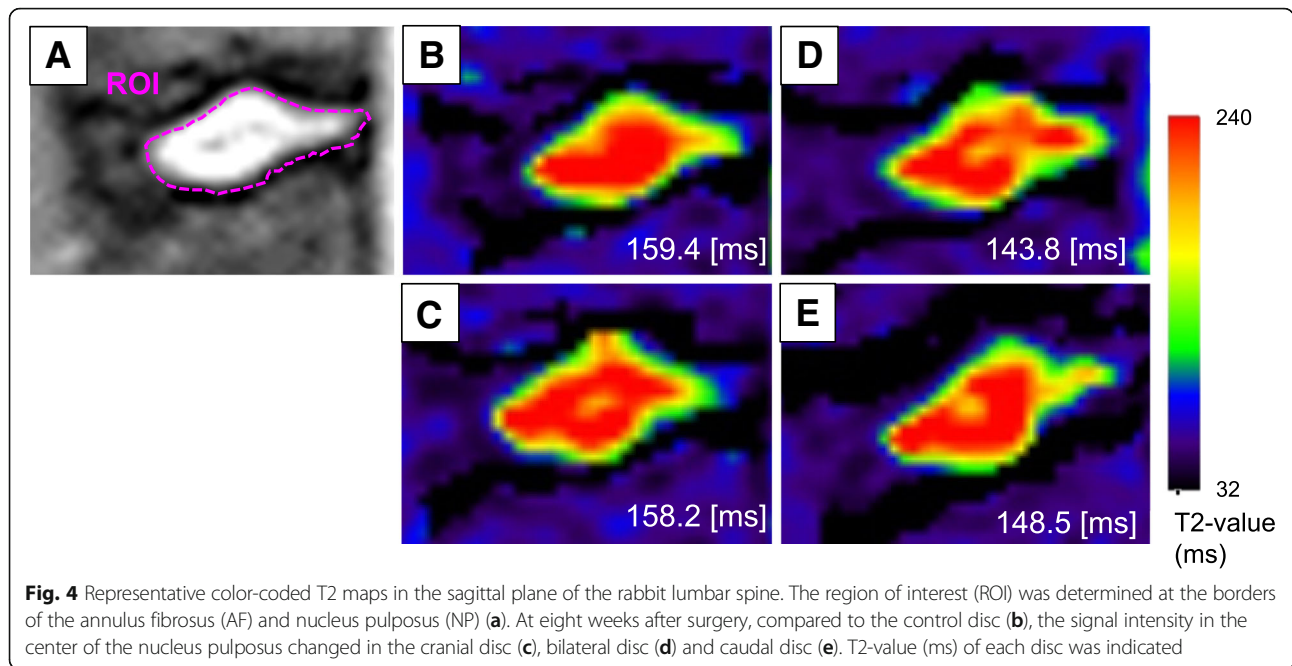 A
ROI
B
159.4 [ms]
D
143.8 [ms]
C
158.2 [ms]
E
148.5 [ms]
240
32
T2-value
(ms)
Fig. 4 Representative color-coded T2 maps in the sagittal plane of the rabbit lumbar spine. The region of interest (ROI) was determined at the borders
of the annulus fibrosus (AF) and nucleus pulposus (NP) (a). At eight weeks after surgery, compared to the control disc (b), the signal intensity in the
center of the nucleus pulposus changed in the cranial disc (c), bilateral disc (d) and caudal disc (e). T2-value (ms) of each disc was indicated